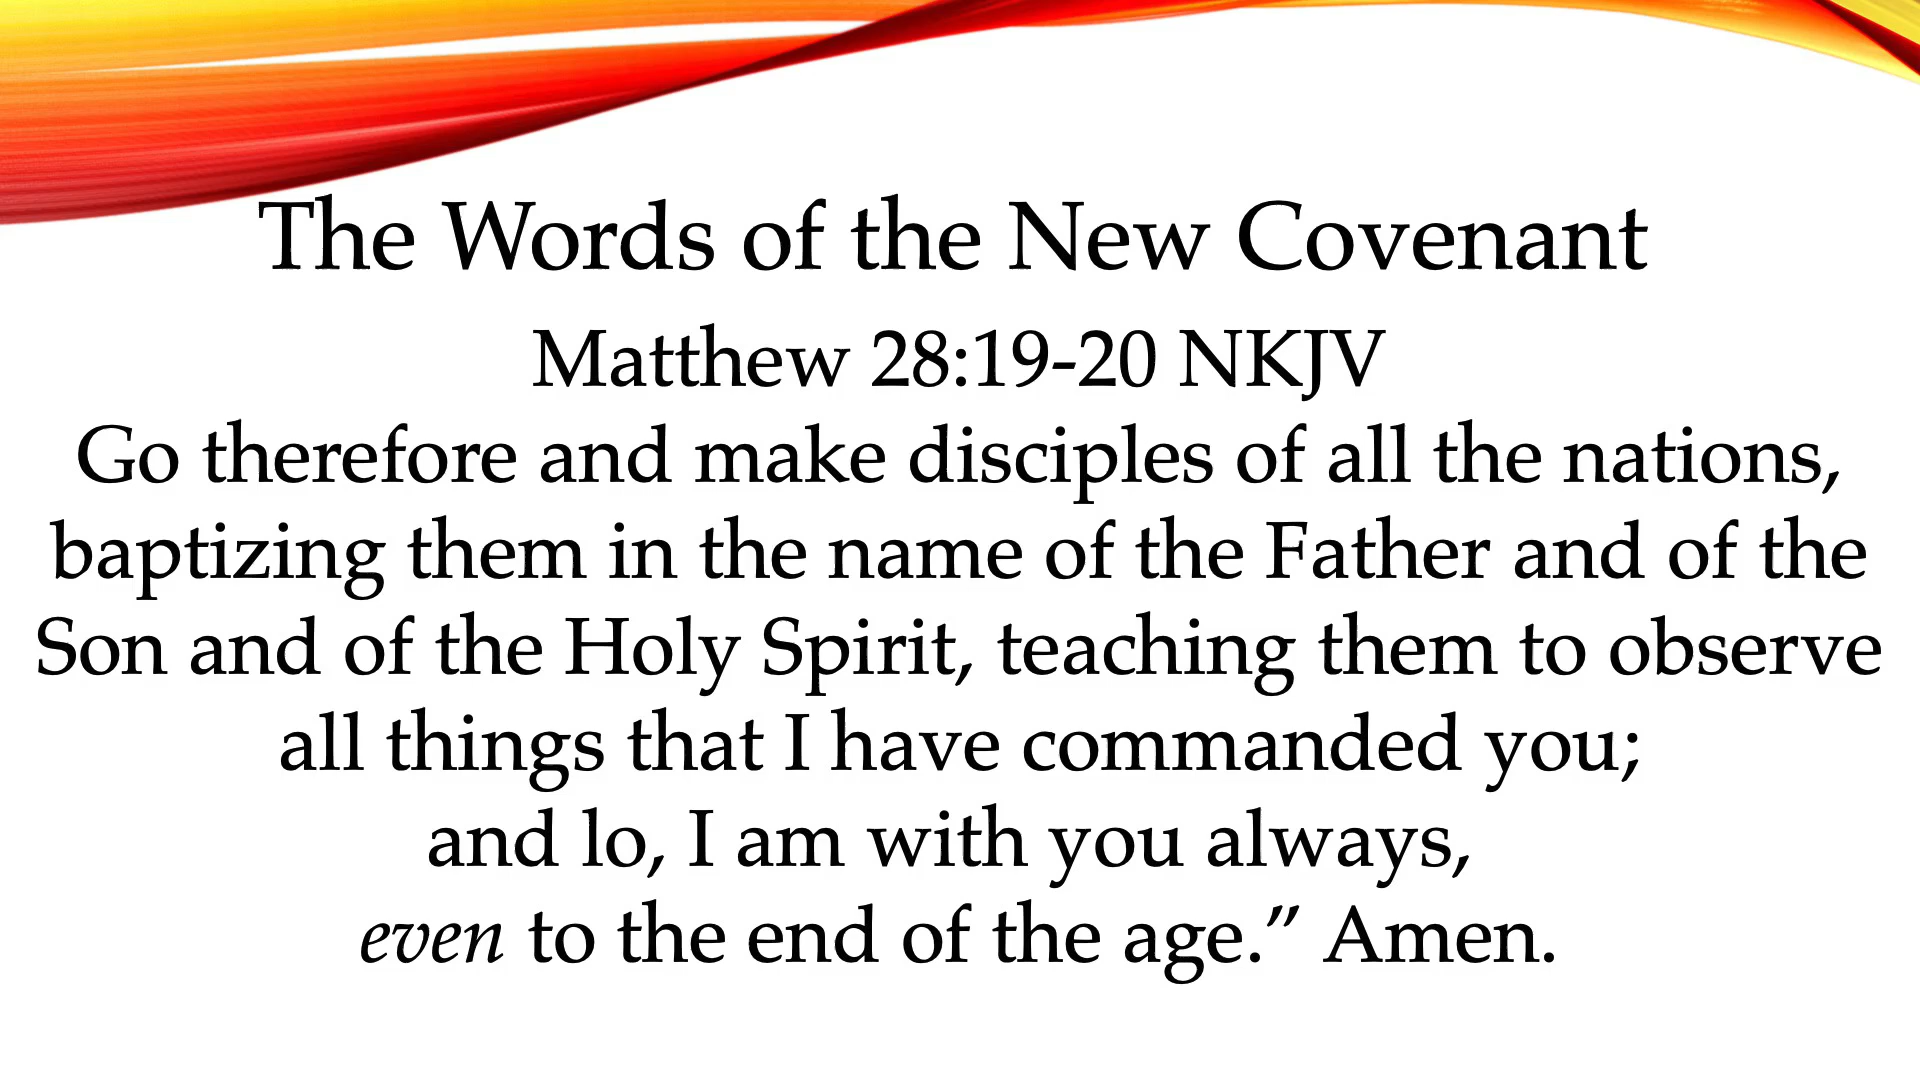 The Words of the New Covenant
Matthew 28:19-20 NKJV
Go therefore and make disciples of all the nations,
baptizing them in the name of the Father and of the
Son and of the Holy Spirit, teaching them to observe
all things that I have commanded you;
and lo, I am with you always,
even to the end of the age.” Amen.